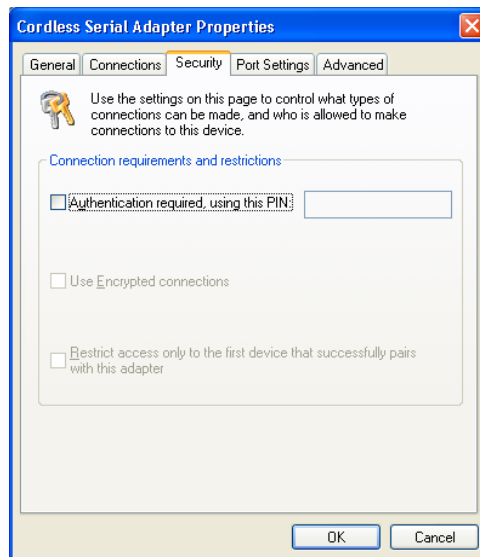 Cordless Serial Adapter Properties
General Connections Security Port Settings Advanced
Use the settings on this page to control what types of
connections can be made, and who is allowed to make
connections to this device.
Connection requirements and restrictions
Authentication required, using this PIN:
Use Encrypted connections
Restrict access only to the first device that successfully pairs
with this adapter
OK Cancel